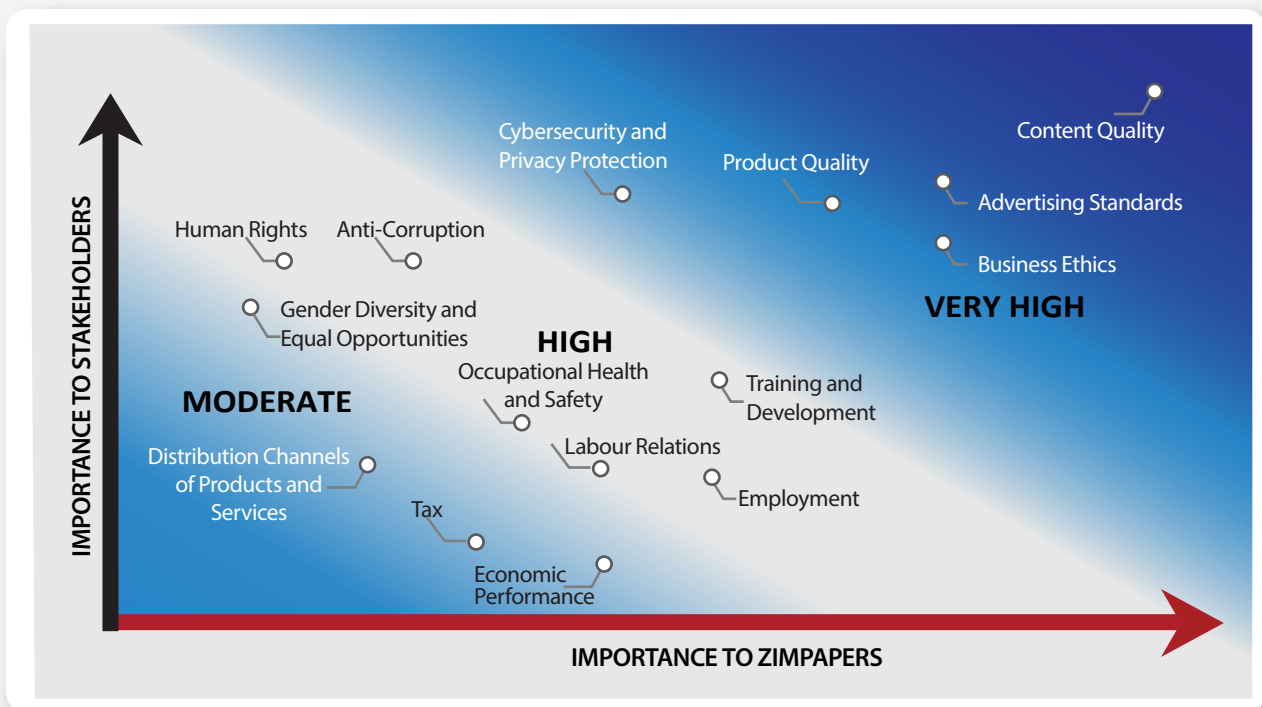 Content Quality
Cybersecurity and
Privacy Protection
Product Quality
Advertising Standards
Human Rights
Anti-Corruption
Business Ethics
VERY HIGH
Gender Diversity and
Equal Opportunities
HIGH
Occupational Health
and Safety
Training and
Development
MODERATE
Labour Relations
Distribution Channels
of Products and
Services
Employment
Tax
Economic
Performance
IMPORTANCE TO STAKEHOLDERS
IMPORTANCE TO ZIMPAPERS